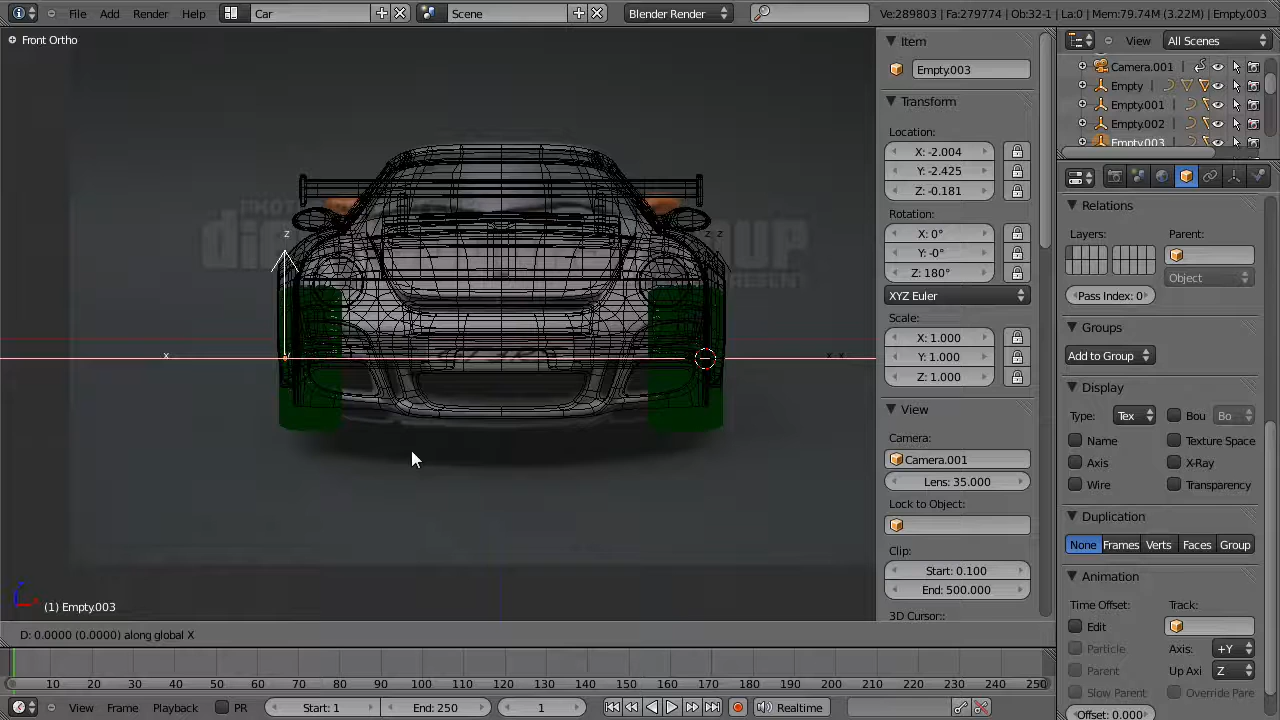 File Add Render Help Car Scene Blender Render Ve:289803 | Fa:279774 | Ob:32-1 | La:0 | Mem:79.74M (3.22M) | Empty.003
Front Ortho
Item
View All Scenes
Empty.003
Camera.001
Empty
Empty.001
Empty.002
Empty.003
Transform
Location:
X: -2.004
Y: -2.425
Z: -0.181
Rotation:
X: 0°
Y: -0°
Z: 180°
XYZ Euler
Scale:
X: 1.000
Y: 1.000
Z: 1.000
View
Camera:
Camera.001
Lens: 35.000
Lock to Object:
Clip:
Start: 0.100
End: 500.000
3D Cursor:
Relations
Layers: Parent:
Object
Pass Index: 0
Groups
Add to Group
Display
Type: Tex Bou Bo
Name Texture Space
Axis X-Ray
Wire Transparency
Duplication
None Frames Verts Faces Group
Animation
Time Offset: Track:
Edit
Particle Axis: +Y
Parent Up Axi Z
Slow Parent Override Pare
Offset: 0.000
z
z z
x
x x
(1) Empty.003
D: 0.0000 (0.0000) along global X
10 20 30 40 50 60 70 80 90 100 110 120 130 140 150 160 170 180 190 200 210 220 230 240 250
View Frame Playback PR Start: 1 End: 250 1 Realtime